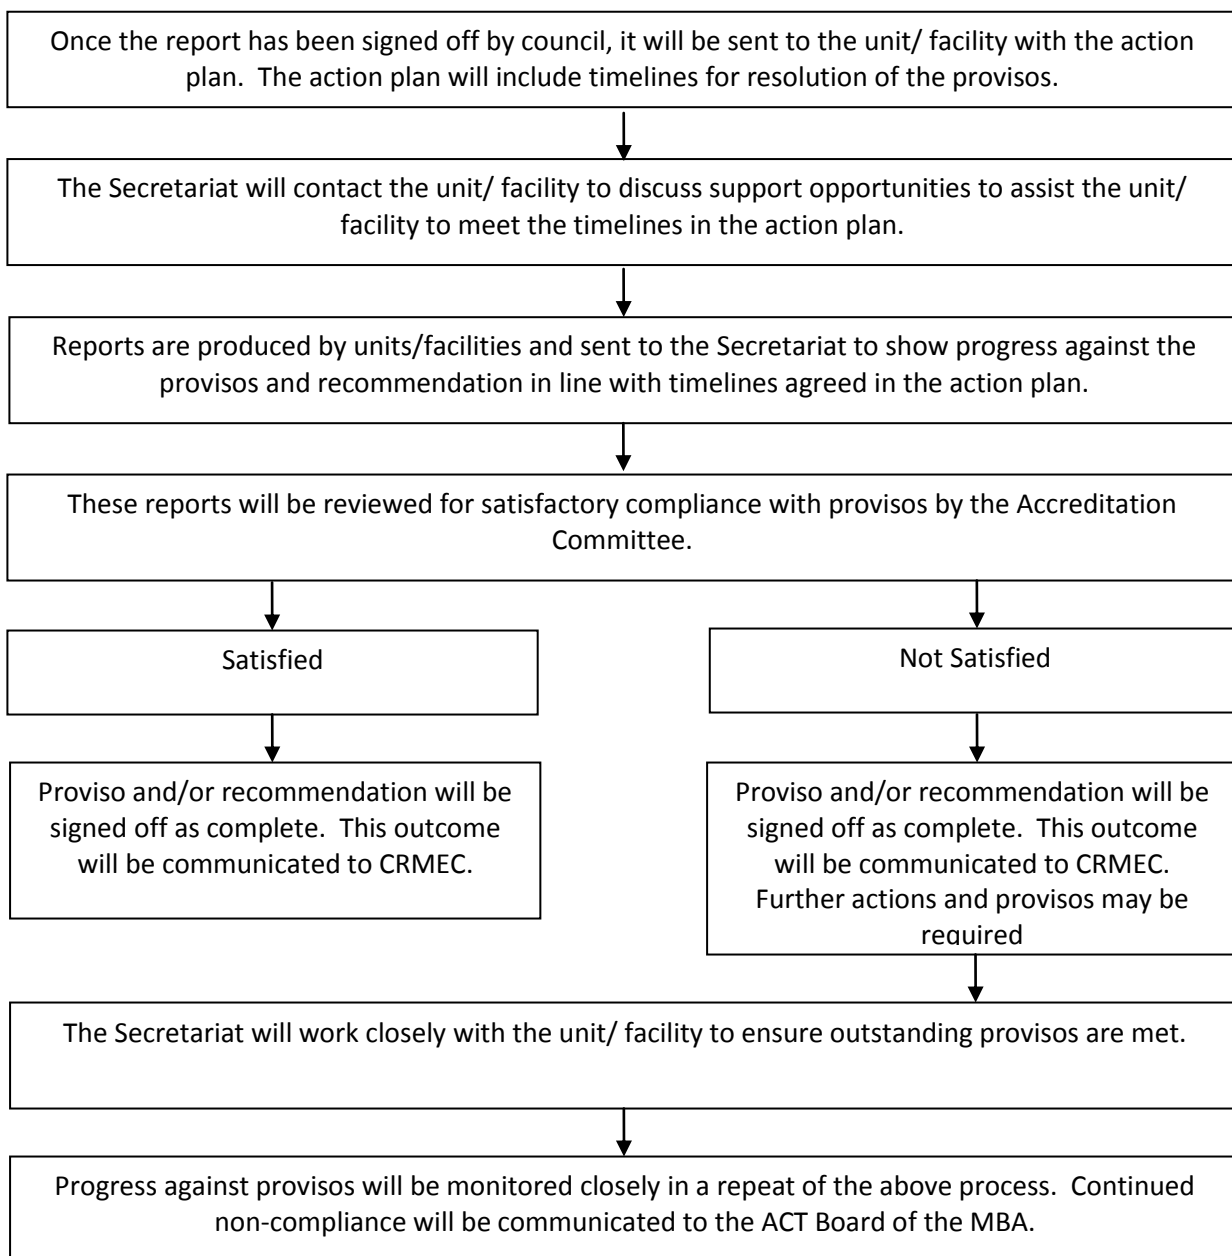 Once the report has been signed off by council, it will be sent to the unit/ facility with the action
plan.  The action plan will include timelines for resolution of the provisos.
The Secretariat will contact the unit/ facility to discuss support opportunities to assist the unit/
facility to meet the timelines in the action plan.
Reports are produced by units/facilities and sent to the Secretariat to show progress against the
provisos and recommendation in line with timelines agreed in the action plan.
These reports will be reviewed for satisfactory compliance with provisos by the Accreditation
Committee.
Satisfied
Not Satisfied
Proviso and/or recommendation will be
signed off as complete.  This outcome
will be communicated to CRMEC.
Proviso and/or recommendation will be
signed off as complete.  This outcome
will be communicated to CRMEC.
Further actions and provisos may be
required
The Secretariat will work closely with the unit/ facility to ensure outstanding provisos are met.
Progress against provisos will be monitored closely in a repeat of the above process.  Continued
non-compliance will be communicated to the ACT Board of the MBA.